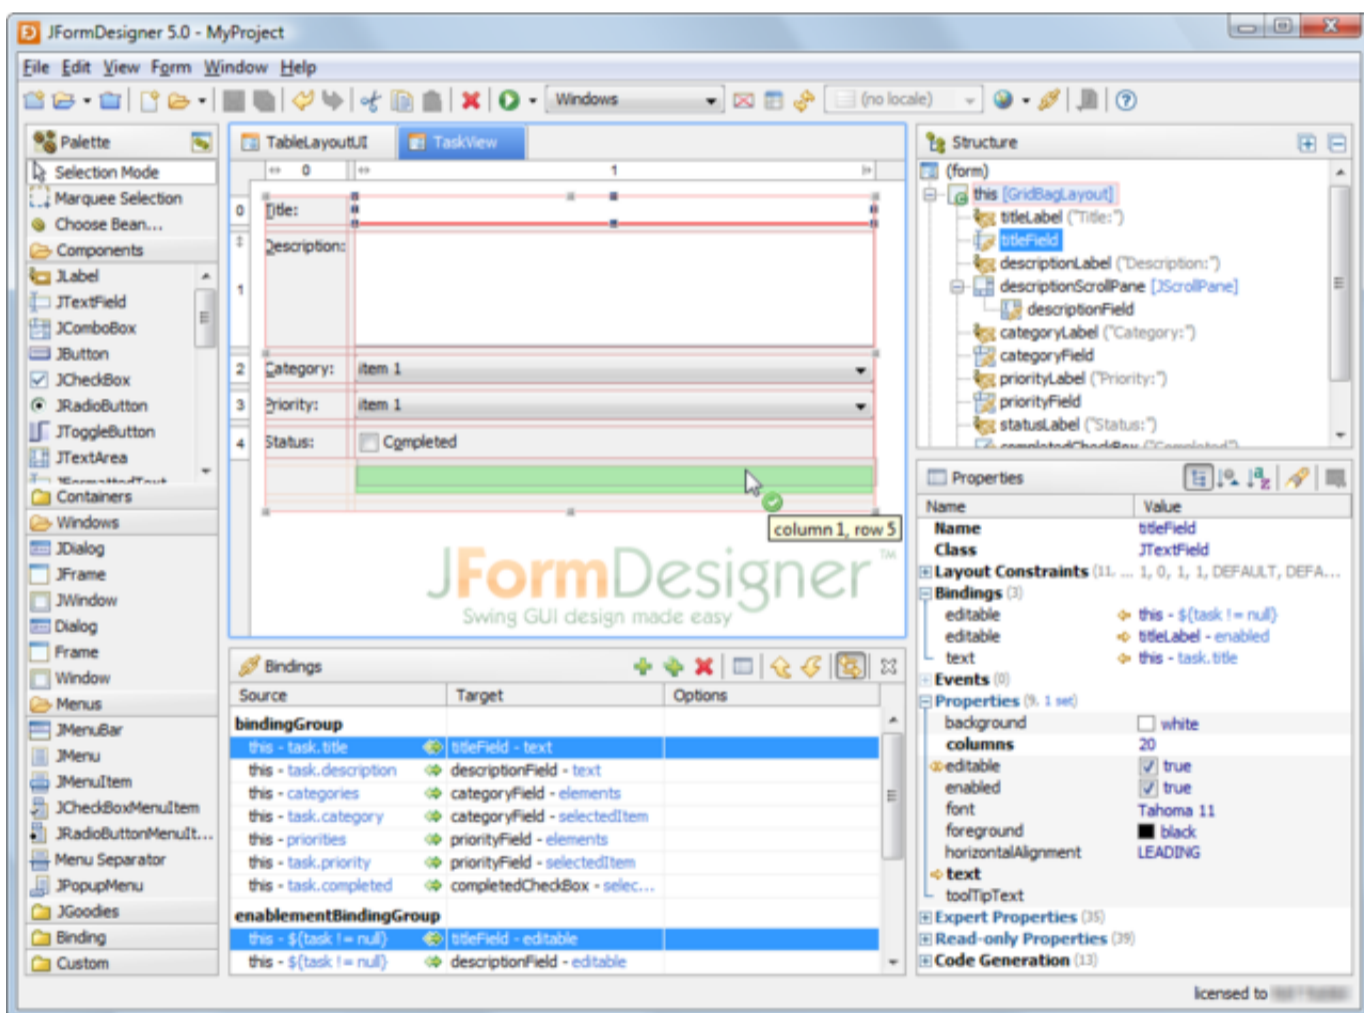 JFormDesigner 5.0 - MyProject
File Edit View Form Window Help
Windows
(no locale)
Palette
Selection Mode
Marquee Selection
Choose Bean...
Components
JLabel
JTextField
JComboBox
JButton
JCheckBox
JRadioButton
JToggleButton
JTextArea
JFormattedText
Containers
Windows
JDialog
JFrame
JWindow
Dialog
Frame
Window
Menus
JMenuBar
JMenu
JMenuItem
JCheckBoxMenuItem
JRadioButtonMenuIt...
Menu Separator
JPopupMenu
JGoodies
Binding
Custom
TableLayoutUI TaskView
0 1
0 Title:
Description:
1
2 Category: item 1
3 Priority: item 1
4 Status: Completed
column 1, row 5
JFormDesigner™
Swing GUI design made easy
Bindings
Source Target Options
bindingGroup
this - task.title titleField - text
this - task.description descriptionField - text
this - categories categoryField - elements
this - task.category categoryField - selectedItem
this - priorities priorityField - elements
this - task.priority priorityField - selectedItem
this - task.completed completedCheckBox - selec...
enablementBindingGroup
this - ${task != null} titleField - editable
this - ${task != null} descriptionField - editable
Structure
(form)
this [GridBagLayout]
titleLabel ("Title:")
titleField
descriptionLabel ("Description:")
descriptionScrollPane [JScrollPane]
descriptionField
categoryLabel ("Category:")
categoryField
priorityLabel ("Priority:")
priorityField
statusLabel ("Status:")
completedCheckBox ("Completed")
Properties
Name Value
Name titleField
Class JTextField
Layout Constraints (11, ... 1, 0, 1, 1, DEFAULT, DEFA...
Bindings (3)
editable this - ${task != null}
editable titleLabel - enabled
text this - task.title
Events (0)
Properties (9, 1 set)
background white
columns 20
editable true
enabled true
font Tahoma 11
foreground black
horizontalAlignment LEADING
text
toolTipText
Expert Properties (35)
Read-only Properties (39)
Code Generation (13)
licensed to